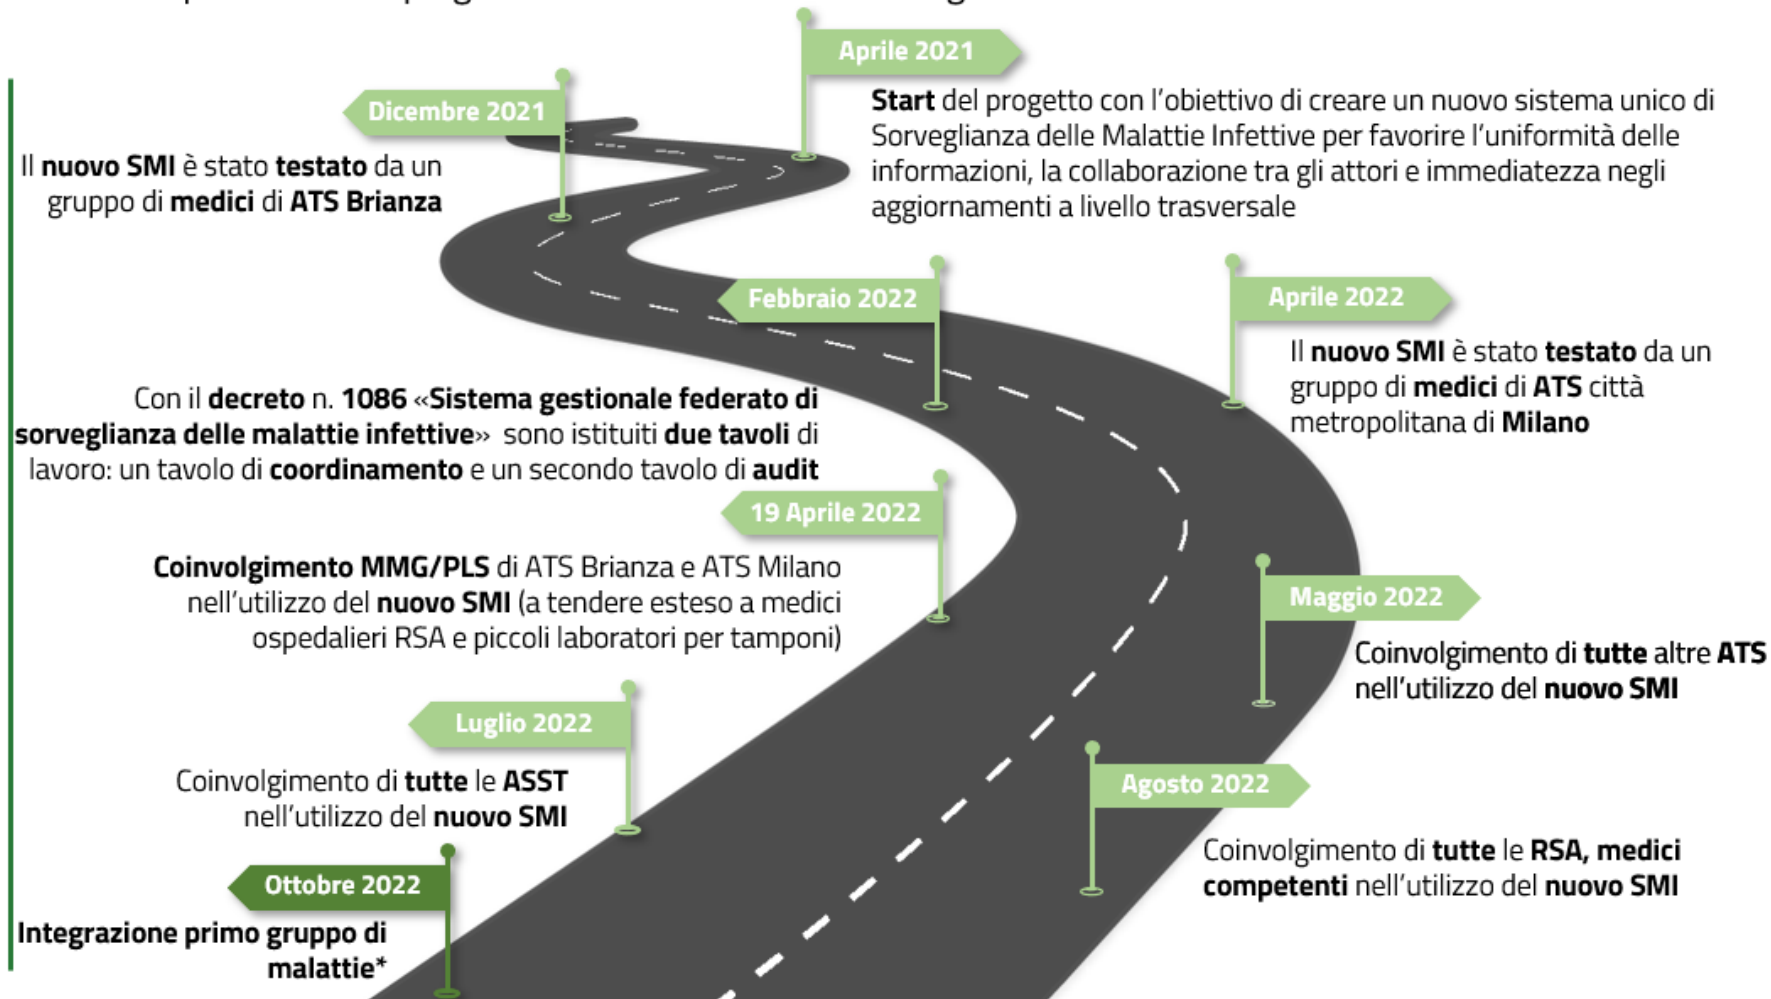 Aprile 2021
Start del progetto con l'obiettivo di creare un nuovo sistema unico di
Sorveglianza delle Malattie Infettive per favorire l'uniformità delle
informazioni, la collaborazione tra gli attori e immediatezza negli
aggiornamenti a livello trasversale
Dicembre 2021
Il nuovo SMI è stato testato da un
gruppo di medici di ATS Brianza
Febbraio 2022
Con il decreto n. 1086 «Sistema gestionale federato di
sorveglianza delle malattie infettive» sono istituiti due tavoli di
lavoro: un tavolo di coordinamento e un secondo tavolo di audit
Aprile 2022
Il nuovo SMI è stato testato da un
gruppo di medici di ATS città
metropolitana di Milano
19 Aprile 2022
Coinvolgimento MMG/PLS di ATS Brianza e ATS Milano
nell'utilizzo del nuovo SMI (a tendere esteso a medici
ospedalieri RSA e piccoli laboratori per tamponi)
Maggio 2022
Coinvolgimento di tutte altre ATS
nell'utilizzo del nuovo SMI
Luglio 2022
Coinvolgimento di tutte le ASST
nell'utilizzo del nuovo SMI
Agosto 2022
Coinvolgimento di tutte le RSA, medici
competenti nell'utilizzo del nuovo SMI
Ottobre 2022
Integrazione primo gruppo di
malattie*